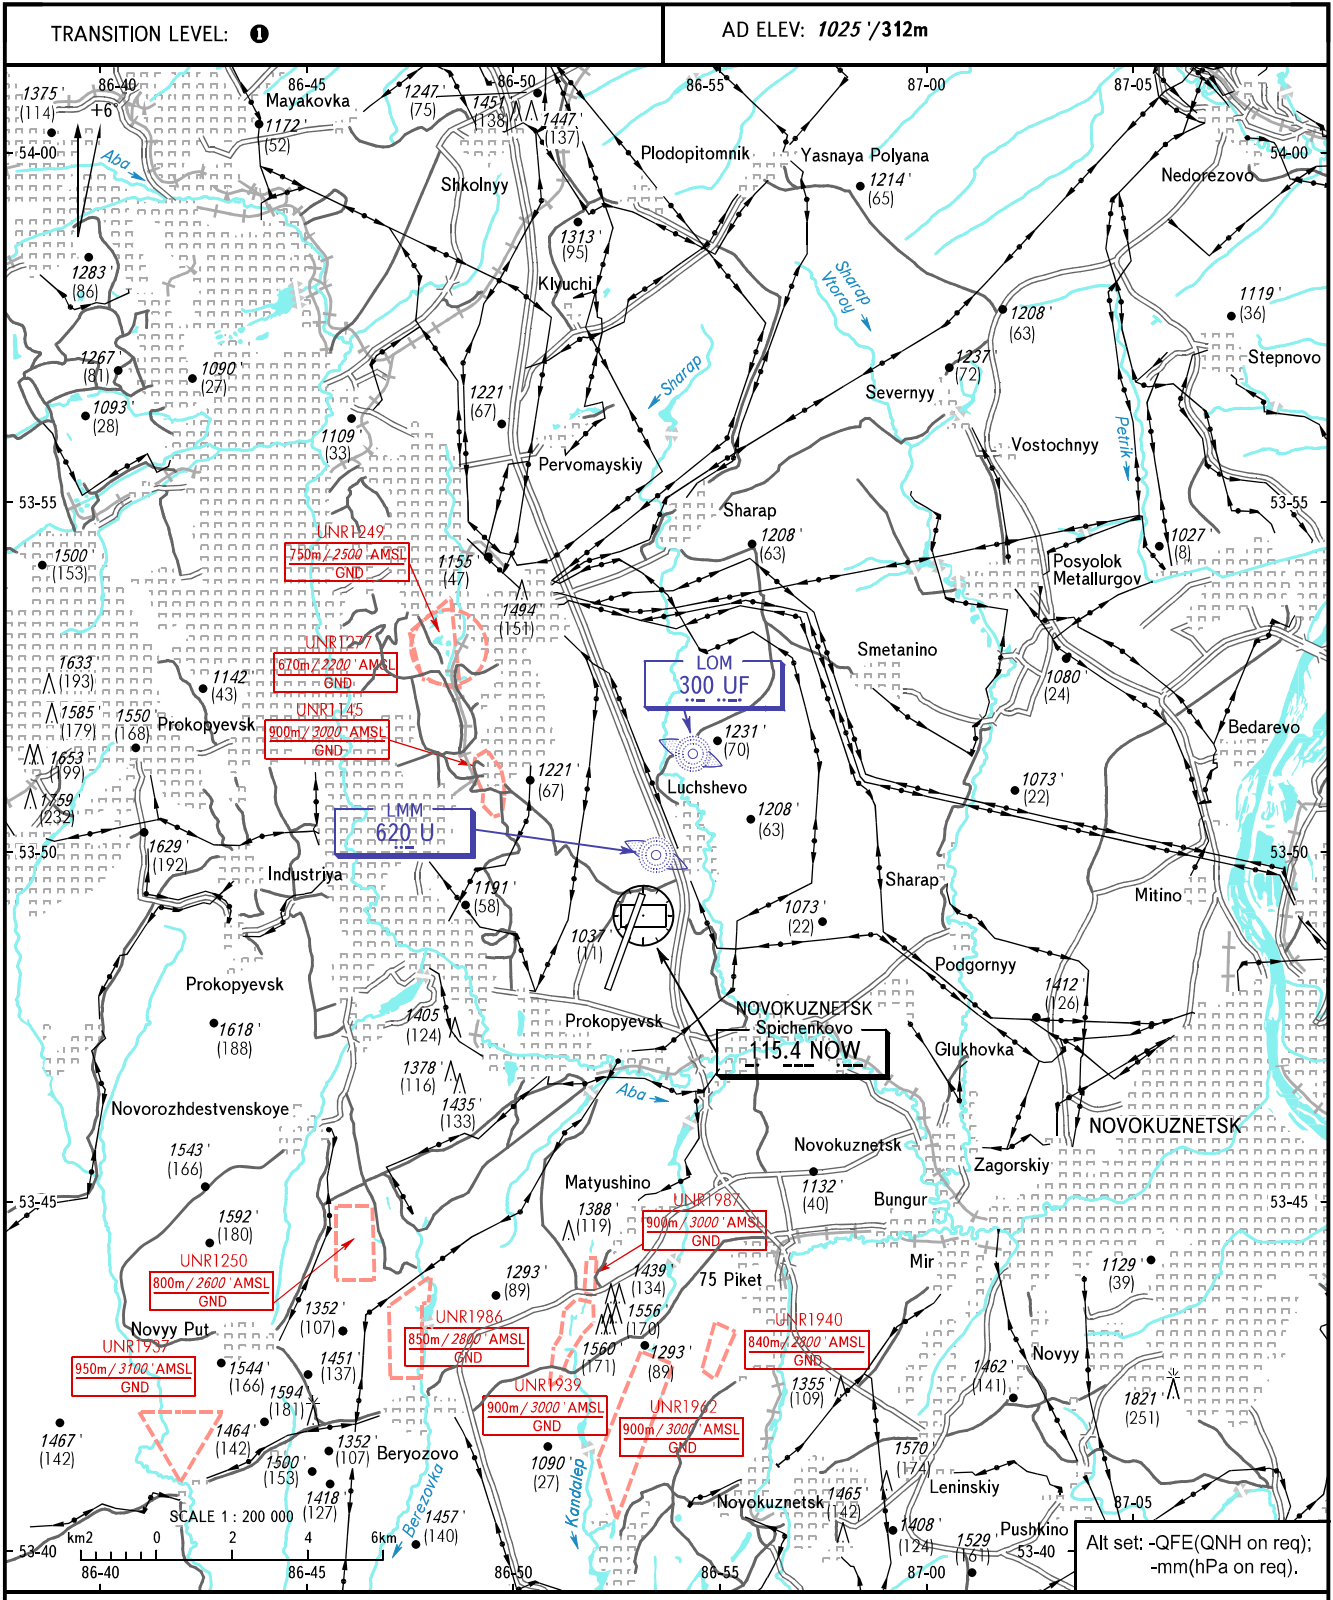 TRANSITION LEVEL: 1
AD ELEV: 1025'/312m
86-40
86-45
86-50
86-55
87-00
87-05
1375'
(114)
+6
Mayakovka
1172'
(52)
1247'
(75)
1451'
(138)
1447'
(137)
Plodopitomnik
Yasnaya Polyana
1214'
(65)
54-00
54-00
Nedorezovo
Aba
Shkolnyy
1313'
(95)
Klyuchi
Sharap
Vtoroy
1283'
(86)
1208'
(63)
1119'
(36)
Stepnovo
1267'
(81)
1090'
(27)
1093'
(28)
1109'
(33)
1221'
(67)
Sharap
1237'
(72)
Severnyy
Vostochnyy
Petrik
Pervomayskiy
53-55
53-55
Sharap
1208'
(63)
1027'
(8)
Posyolok
Metallurgov
UNR1249
750m/2500' AMSL
GND
1155'
(47)
1494'
(151)
1500'
(153)
UNR1277
670m/2200' AMSL
GND
1633'
(193)
1142'
(43)
1585'
(179)
1550'
(168)
Prokopyevsk
UNR1145
900m/3000' AMSL
GND
1653'
(199)
1759'
(232)
LOM
300 UF
Smetanino
1080'
(24)
Bedarevo
1231'
(70)
Luchshevo
1221'
(67)
1208'
(63)
1073'
(22)
LMM
620 U
53-50
53-50
1629'
(192)
Industriya
1191'
(58)
1037'
(11)
1073'
(22)
Sharap
Mitino
Podgornyy
Prokopyevsk
1618'
(188)
1405'
(124)
Prokopyevsk
NOVOKUZNETSK
Spichenkovo
115.4 NOW
1412'
(126)
Glukhovka
1378'
(116)
1435'
(133)
Aba
Novorozhdestvenskoye
1543'
(166)
NOVOKUZNETSK
Novokuznetsk
1132'
(40)
Zagorskiy
Bungur
Matyushino
1388'
(119)
UNR1987
900m/3000' AMSL
GND
53-45
53-45
1592'
(180)
UNR1250
800m/2600' AMSL
GND
Mir
1129'
(39)
75 Piket
1293'
(89)
1439'
(134)
1556'
(170)
1560'
(171)
1293'
(89)
1352'
(107)
Novyy Put
UNR1986
850m/2800' AMSL
GND
UNR1940
840m/2800' AMSL
GND
UNR1937
950m/3100' AMSL
GND
1544'
(166)
1451'
(137)
1594'
(181)
UNR1939
900m/3000' AMSL
GND
UNR1962
900m/3000' AMSL
GND
1355'
(109)
1462'
(141)
Novyy
1821'
(251)
1467'
(142)
1464'
(142)
1352'
(107)
1500'
(153)
1418'
(127)
Beryozovo
Berezovka
1457'
(140)
1090'
(27)
Kandalep
1570'
(174)
1465'
(142)
Leninskiy
Novokuznetsk
1408'
(124)
1529'
(161)
Pushkino
87-05
SCALE 1 : 200 000
km2 0 2 4 6km
53-40
53-40
86-40
86-45
86-50
86-55
87-00
Alt set: -QFE(QNH on req);
-mm(hPa on req).